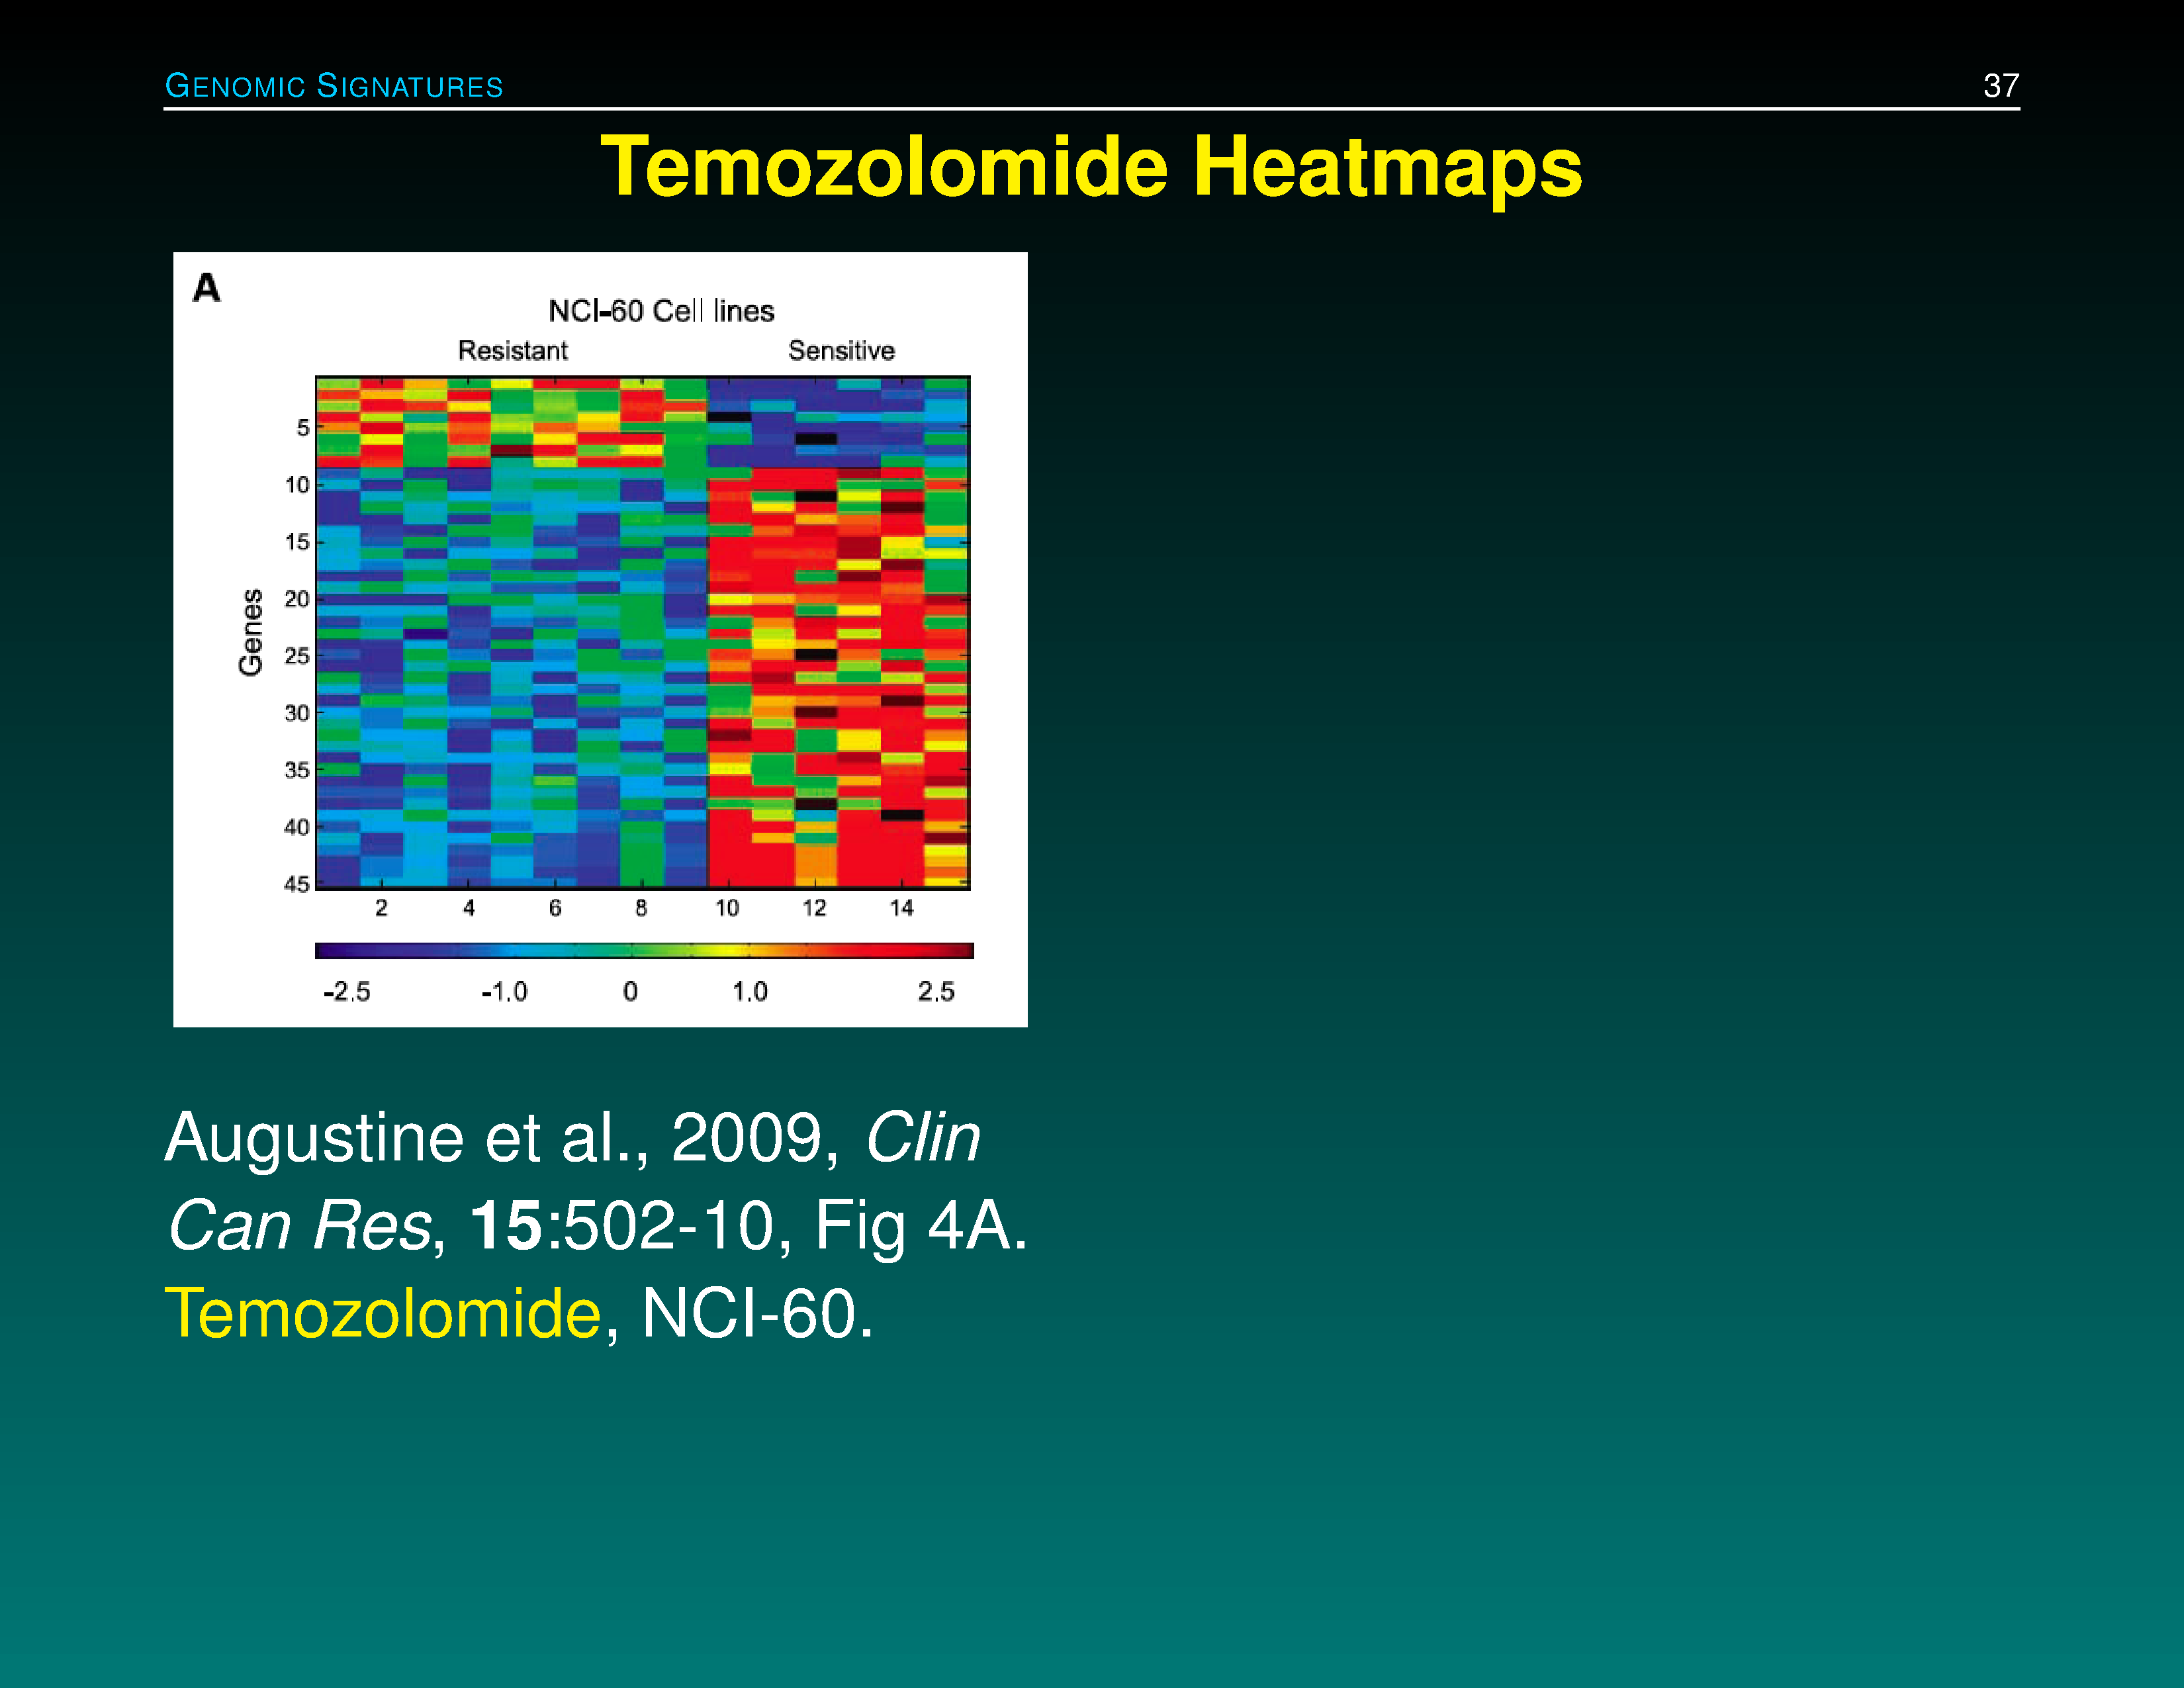 GENOMIC SIGNATURES 37
Temozolomide Heatmaps
A
NCI-60 Cell lines
Resistant Sensitive
5
10
15
20
25
30
35
40
45
Genes
2 4 6 8 10 12 14
-2.5 -1.0 0 1.0 2.5
Augustine et al., 2009, Clin
Can Res, 15:502-10, Fig 4A.
Temozolomide, NCI-60.